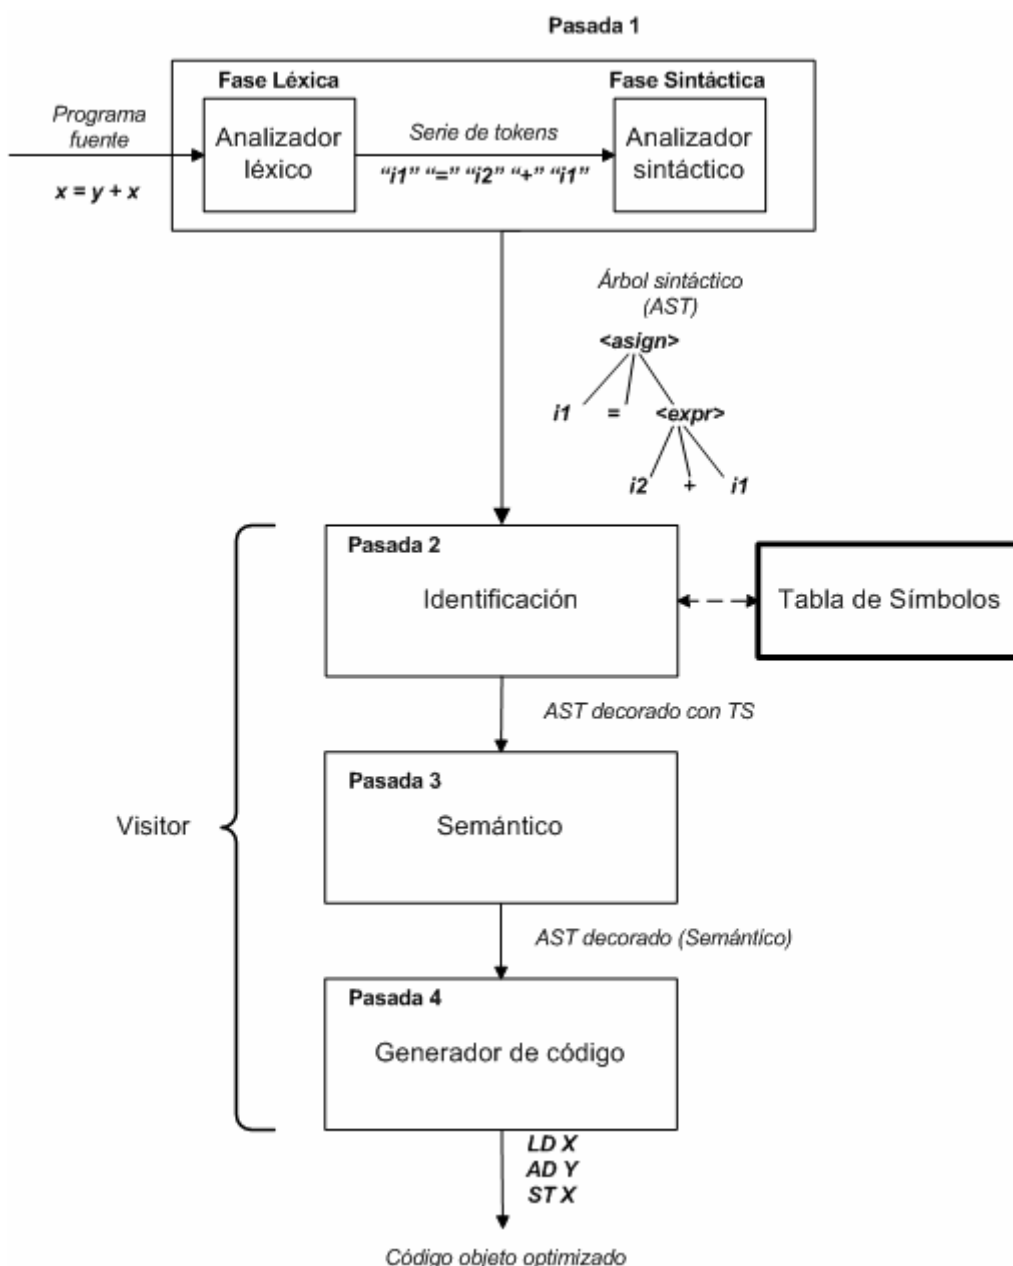 Pasada 1
Fase Léxica
Fase Sintáctica
Programa
fuente
x = y + x
Analizador
léxico
Serie de tokens
“i1” “=” “i2” “+” “i1”
Analizador
sintáctico
Árbol sintáctico
(AST)
<asign>
i1 = <expr>
i2 + i1
Pasada 2
Identificación
Tabla de Símbolos
AST decorado con TS
Pasada 3
Semántico
Visitor
AST decorado (Semántico)
Pasada 4
Generador de código
LD X
AD Y
ST X
Código objeto optimizado